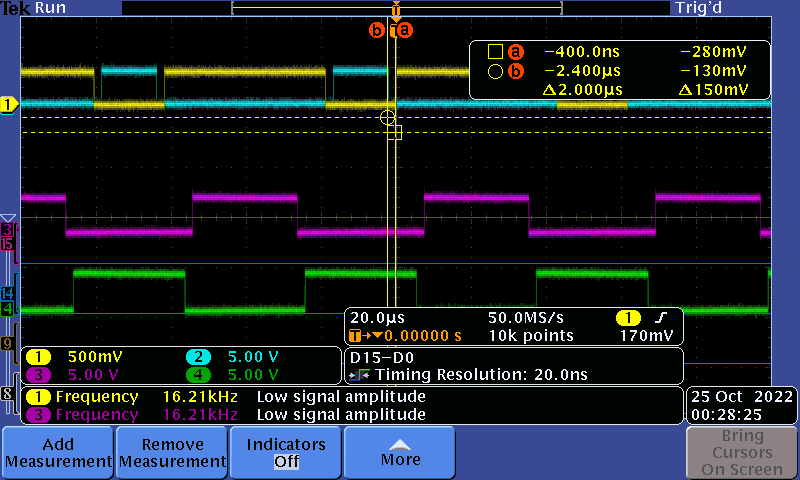 Tek Run Trig'd
T
b T a
a −400.0ns −280mV
b −2.400μs −130mV
Δ2.000μs Δ150mV
1
3
15
14
4
9
8
20.0μs 50.0MS/s 1
T→▼0.00000 s 10k points 170mV
1 500mV 2 5.00 V
3 5.00 V 4 5.00 V
D15−D0
Timing Resolution: 20.0ns
1 Frequency 16.21kHz Low signal amplitude
3 Frequency 16.21kHz Low signal amplitude
25 Oct 2022
00:28:25
Add Measurement
Remove Measurement
Indicators
Off
More
Bring
Cursors
On Screen